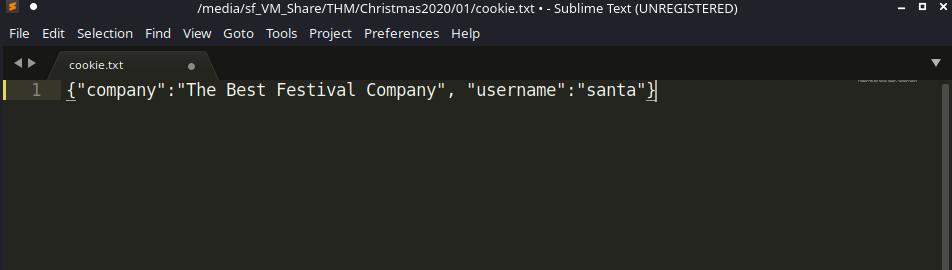 /media/sf_VM_Share/THM/Christmas2020/01/cookie.txt • - Sublime Text (UNREGISTERED)
File Edit Selection Find View Goto Tools Project Preferences Help
cookie.txt
1 {"company":"The Best Festival Company", "username":"santa"}